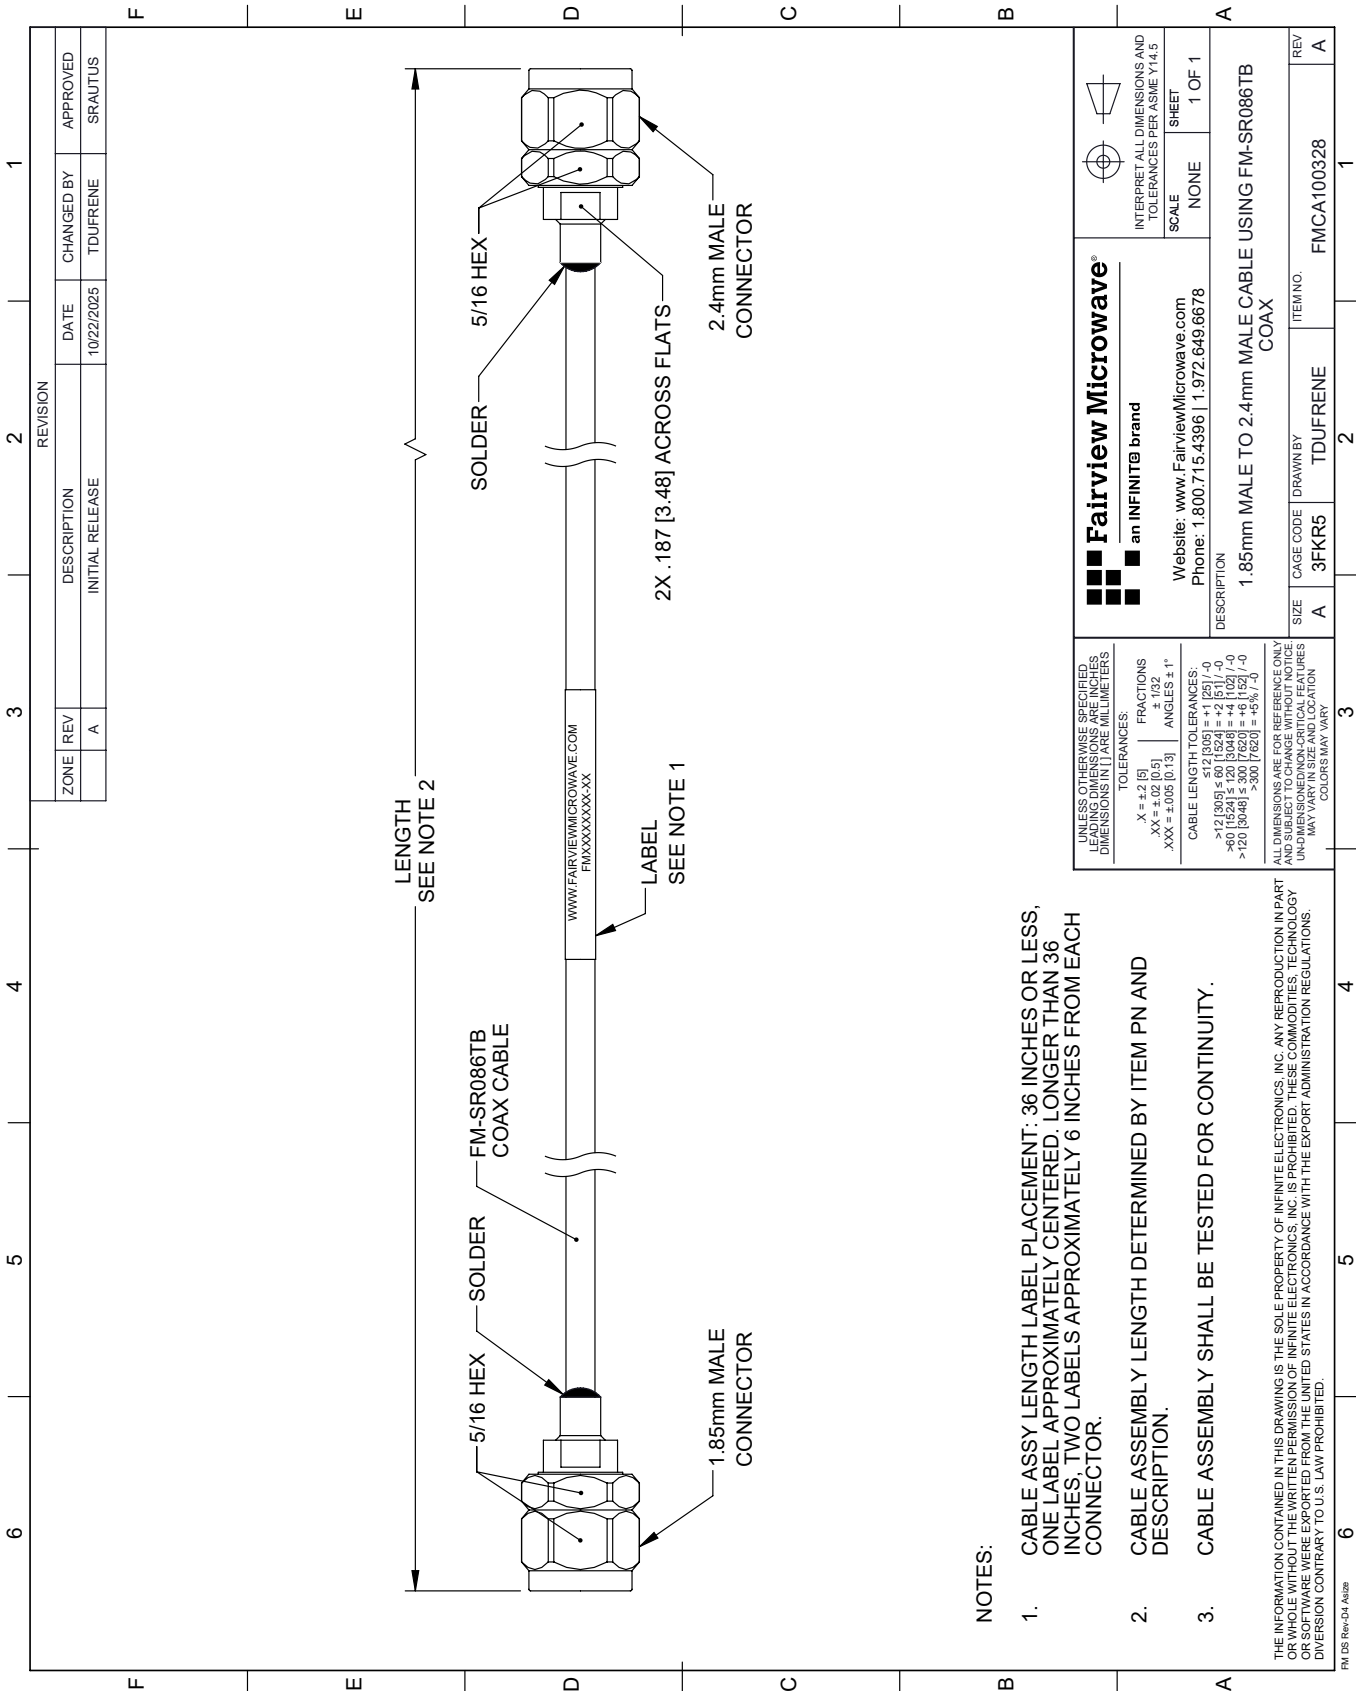 6 5 4 3 2 1
F
E
D
C
B
A
REVISION
ZONE REV DESCRIPTION DATE CHANGED BY APPROVED
A INITIAL RELEASE 10/22/2025 TDUFRENE SRAUTUS
LENGTH
SEE NOTE 2
5/16 HEX
SOLDER
FM-SR086TB
COAX CABLE
SOLDER
5/16 HEX
WWW.FAIRVIEWMICROWAVE.COM
FMXXXXXXXXX-XX
1.85mm MALE
CONNECTOR
LABEL
SEE NOTE 1
2X .187 [3.48] ACROSS FLATS
2.4mm MALE
CONNECTOR
NOTES:
1. CABLE ASSY LENGTH LABEL PLACEMENT: 36 INCHES OR LESS,
ONE LABEL APPROXIMATELY CENTERED. LONGER THAN 36
INCHES, TWO LABELS APPROXIMATELY 6 INCHES FROM EACH
CONNECTOR.
2. CABLE ASSEMBLY LENGTH DETERMINED BY ITEM PN AND
DESCRIPTION.
3. CABLE ASSEMBLY SHALL BE TESTED FOR CONTINUITY.
THE INFORMATION CONTAINED IN THIS DRAWING IS THE SOLE PROPERTY OF INFINITE ELECTRONICS, INC. ANY REPRODUCTION IN PART
OR WHOLE WITHOUT THE WRITTEN PERMISSION OF INFINITE ELECTRONICS, INC. IS PROHIBITED. THESE COMMODITIES, TECHNOLOGY
OR SOFTWARE WERE EXPORTED FROM THE UNITED STATES IN ACCORDANCE WITH THE EXPORT ADMINISTRATION REGULATIONS.
DIVERSION CONTRARY TO U.S. LAW PROHIBITED.
UNLESS OTHERWISE SPECIFIED
LEADING DIMENSIONS ARE INCHES
DIMENSIONS IN [ ] ARE MILLIMETERS
TOLERANCES:
.X = ±.2 [5] FRACTIONS
.XX = ±.02 [0.5] ± 1/32
.XXX = ±.005 [0.13] ANGLES ± 1°
CABLE LENGTH TOLERANCES:
≤12 [305] = +1 [25] / -0
>12 [305] ≤ 60 [1524] = +2 [51] / -0
>60 [1524] ≤ 120 [3048] = +4 [102] / -0
>120 [3048] ≤ 300 [7620] = +6 [152] / -0
>300 [7620] = +5% / -0
ALL DIMENSIONS ARE FOR REFERENCE ONLY
AND SUBJECT TO CHANGE WITHOUT NOTICE.
UN-DIMENSIONED/NON-CRITICAL FEATURES
MAY VARY IN SIZE AND LOCATION
COLORS MAY VARY
Fairview Microwave®
an INFINIT@ brand
Website: www.FairviewMicrowave.com
Phone: 1.800.715.4396 | 1.972.649.6678
INTERPRET ALL DIMENSIONS AND
TOLERANCES PER ASME Y14.5
SCALE SHEET
NONE 1 OF 1
DESCRIPTION
1.85mm MALE TO 2.4mm MALE CABLE USING FM-SR086TB
COAX
SIZE CAGE CODE DRAWN BY ITEM NO. REV
A 3FKR5 TDUFRENE FMCA100328 A
6 5 4 3 2 1
F
E
D
C
B
A
FM DS Rev-D4 Asize